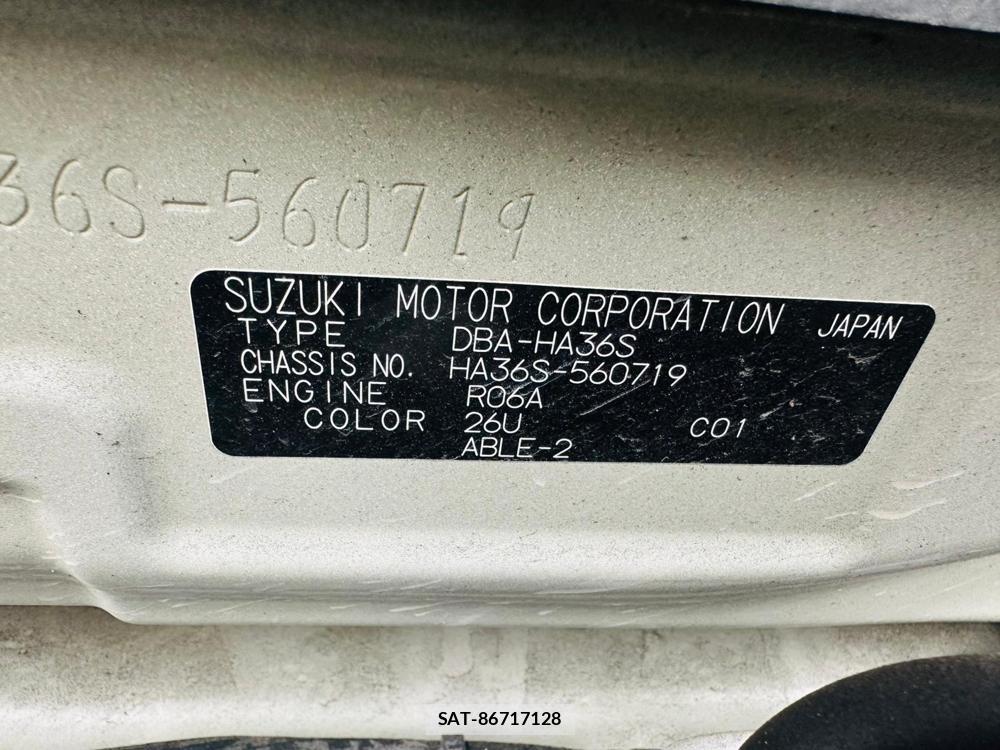 36S-560719
SUZUKI MOTOR CORPORATION JAPAN
TYPE DBA-HA36S
CHASSIS NO. HA36S-560719
ENGINE R06A
COLOR 26U C01
ABLE-2
SAT-86717128